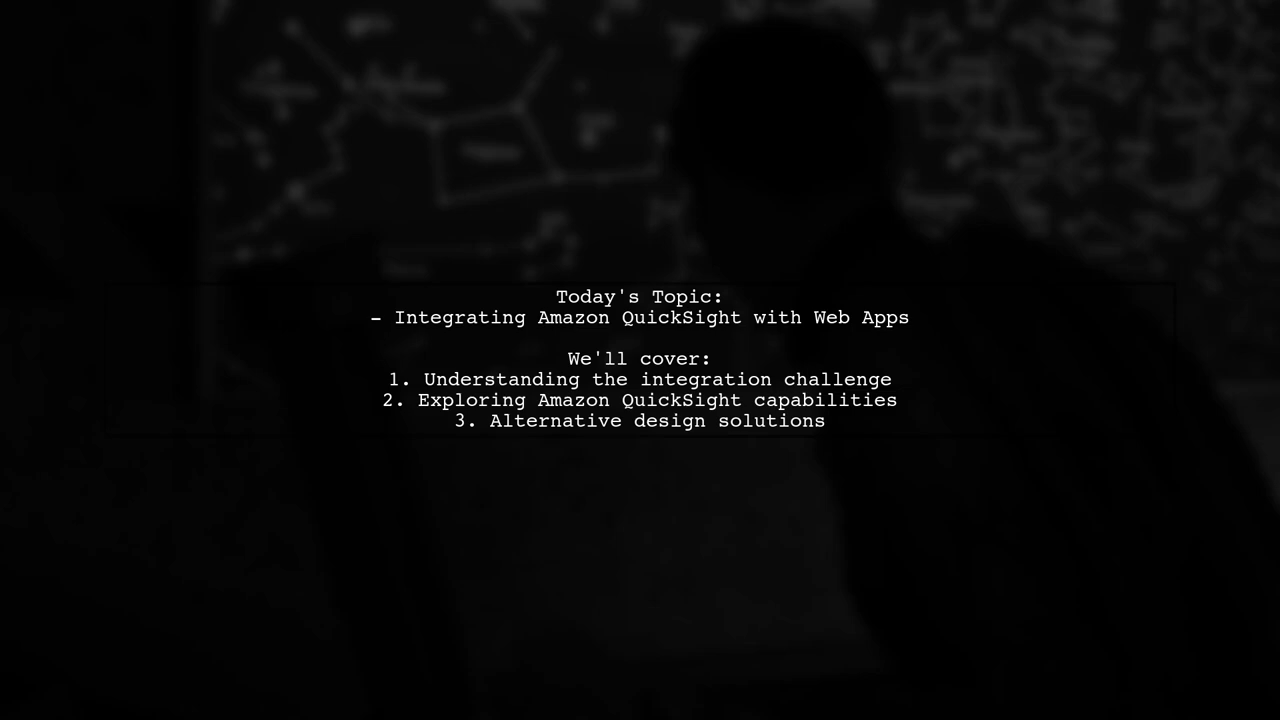 Today's Topic:
- Integrating Amazon QuickSight with Web Apps
We'll cover:
1. Understanding the integration challenge
2. Exploring Amazon QuickSight capabilities
3. Alternative design solutions